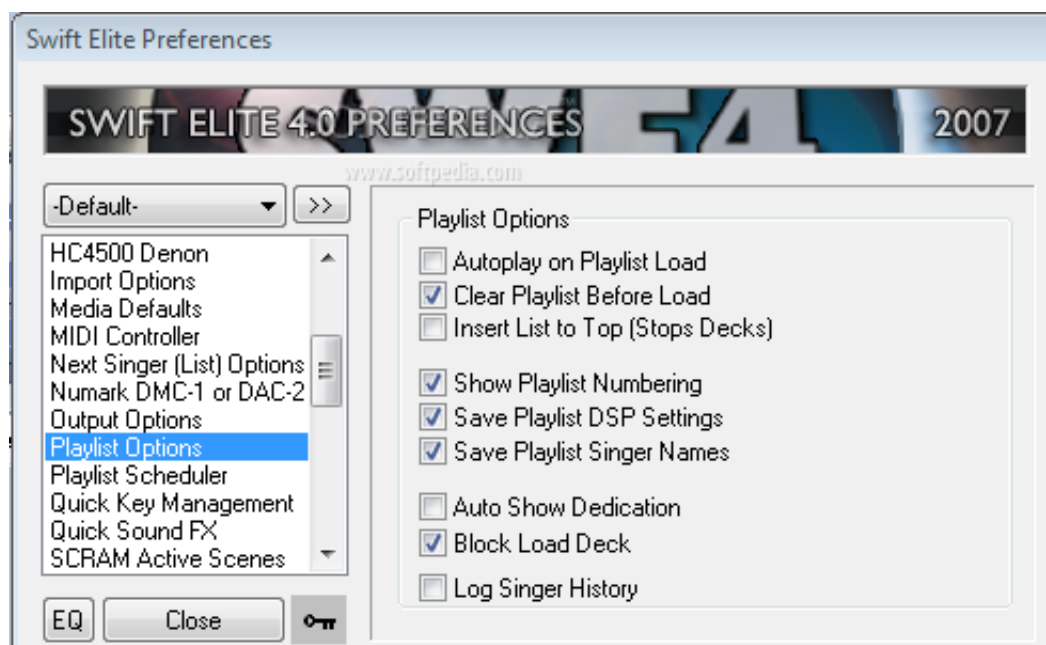 Swift Elite Preferences
SWIFT ELITE 4.0 PREFERENCES SWE4 2007
www.softpedia.com
-Default- >>
HC4500 Denon
Import Options
Media Defaults
MIDI Controller
Next Singer (List) Options
Numark DMC-1 or DAC-2
Output Options
Playlist Options
Playlist Scheduler
Quick Key Management
Quick Sound FX
SCRAM Active Scenes
EQ Close
Playlist Options
Autoplay on Playlist Load
Clear Playlist Before Load
Insert List to Top (Stops Decks)
Show Playlist Numbering
Save Playlist DSP Settings
Save Playlist Singer Names
Auto Show Dedication
Block Load Deck
Log Singer History